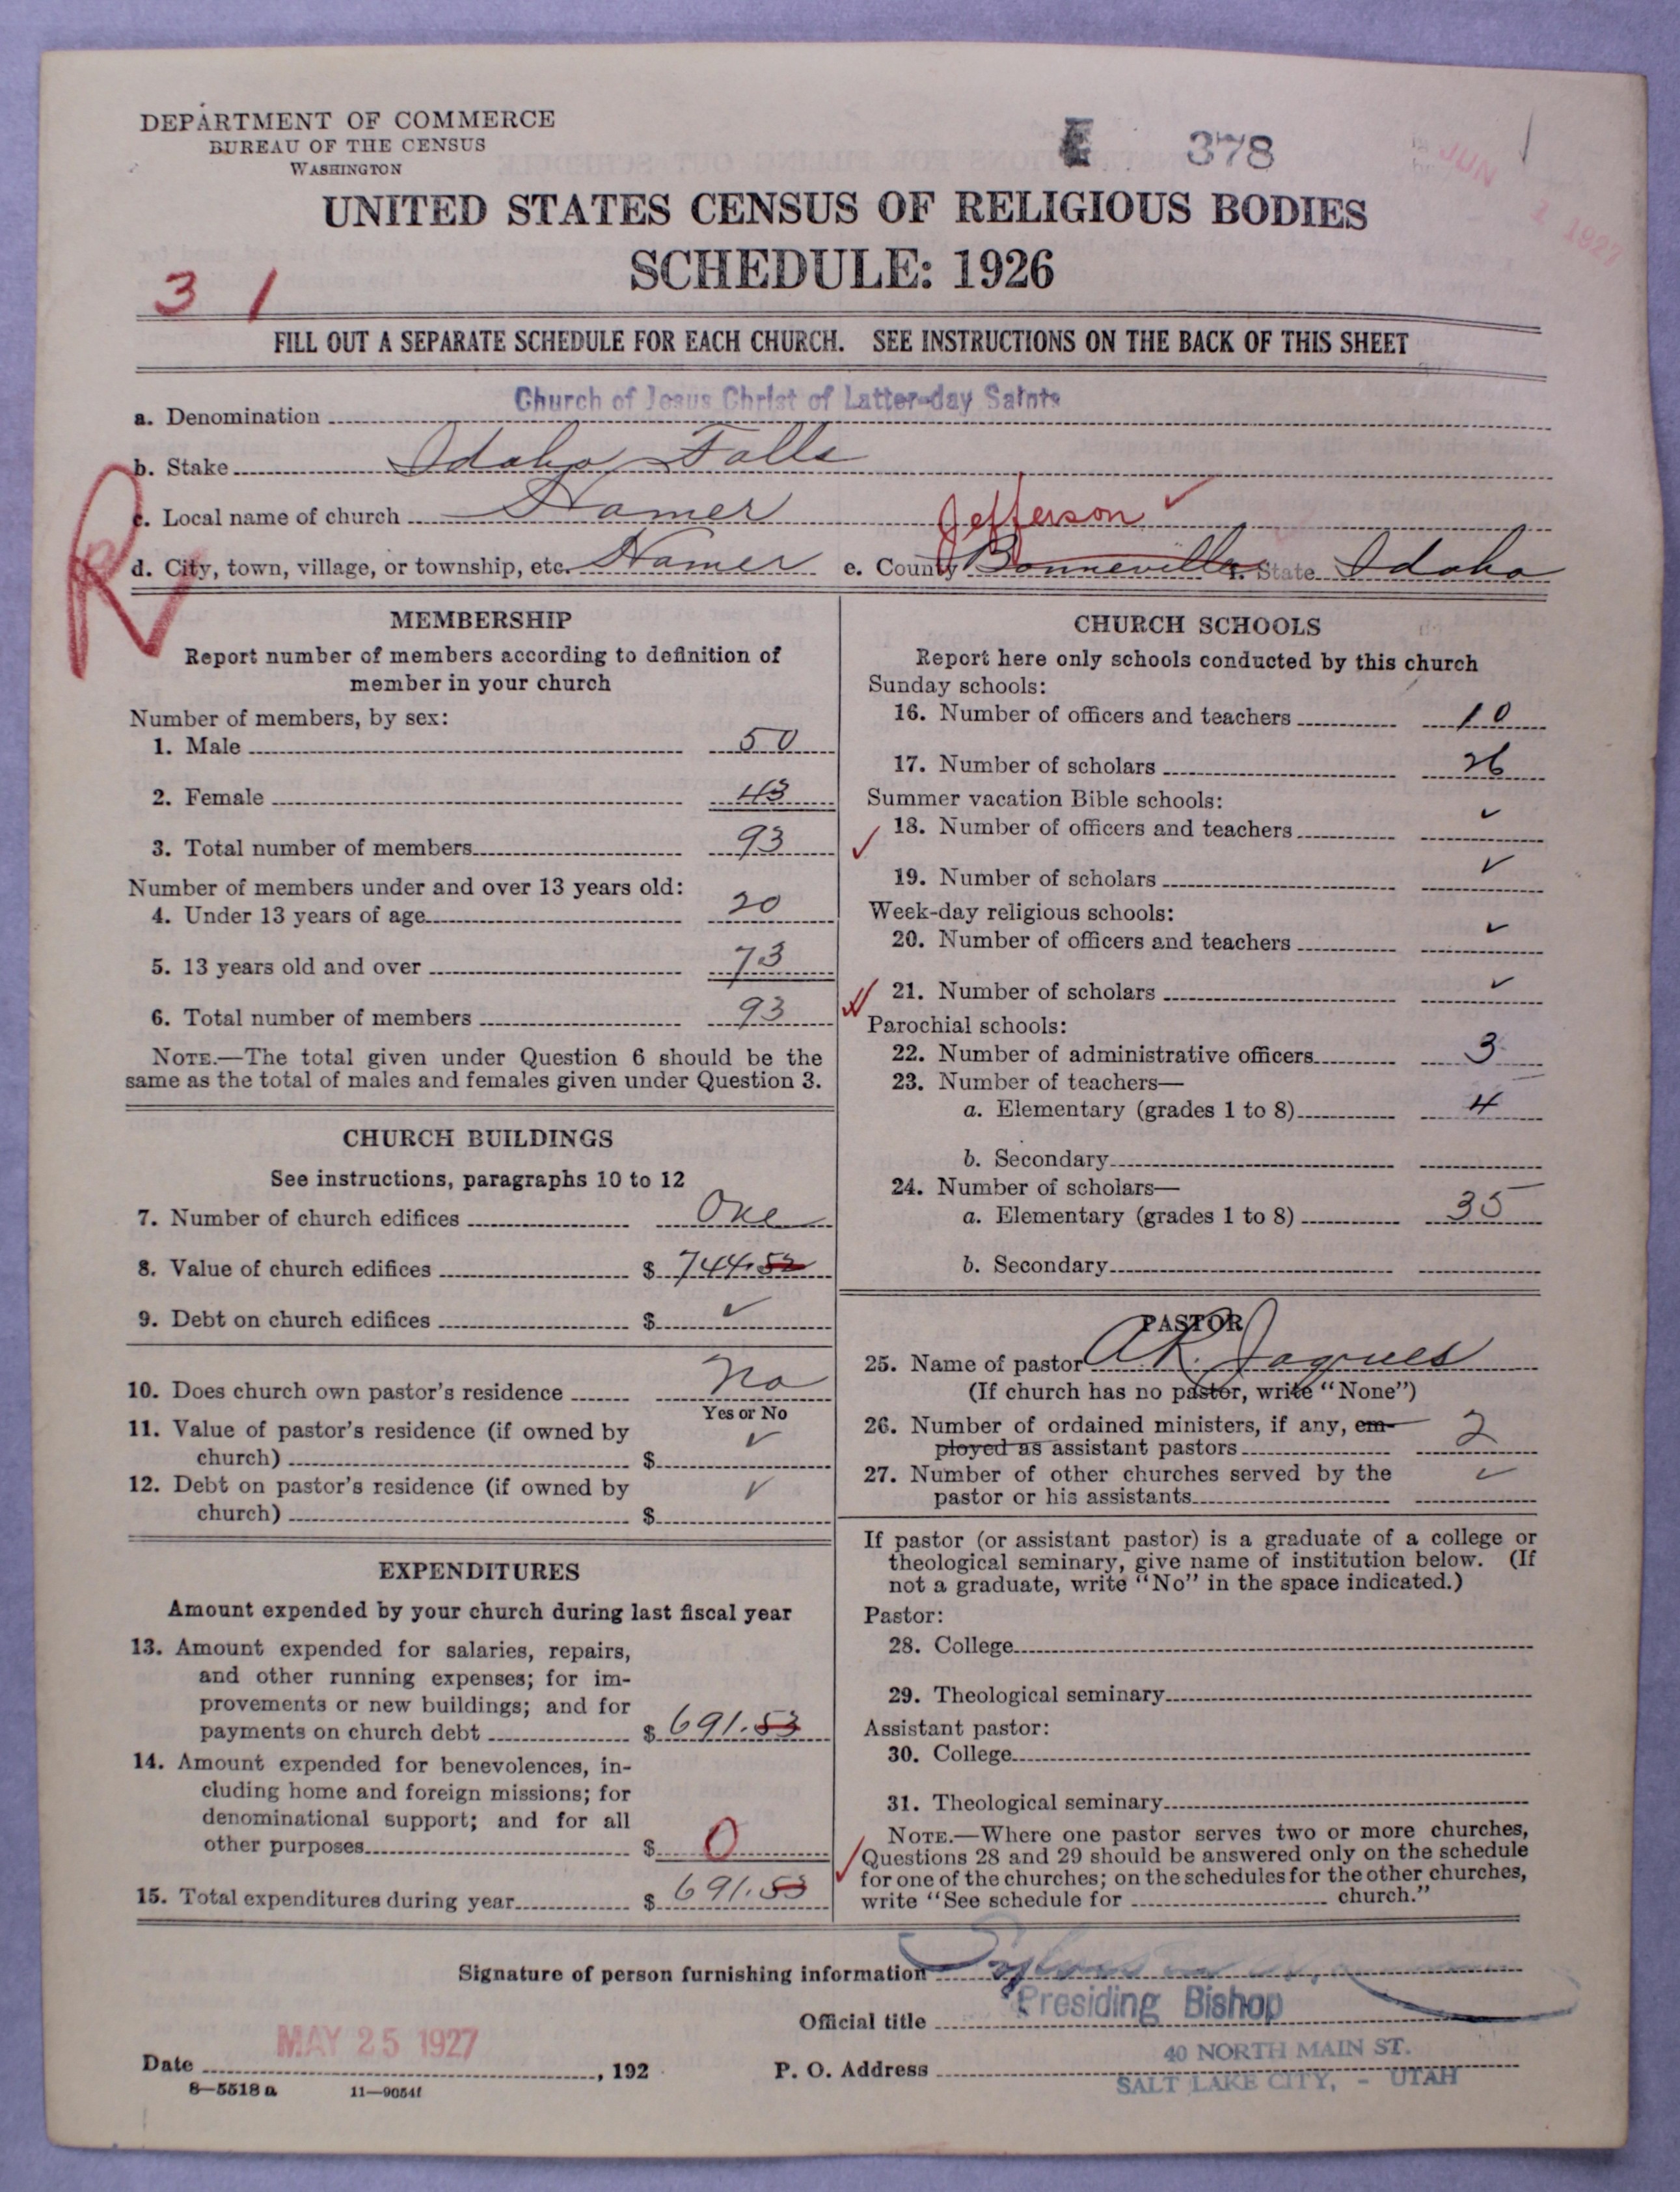 DEPARTMENT OF COMMERCE
BUREAU OF THE CENSUS
WASHINGTON
378
JUN 1 1927
UNITED STATES CENSUS OF RELIGIOUS BODIES
SCHEDULE: 1926
3 1
FILL OUT A SEPARATE SCHEDULE FOR EACH CHURCH. SEE INSTRUCTIONS ON THE BACK OF THIS SHEET
a. Denomination Church of Jesus Christ of Latter-day Saints
b. Stake Idaho Falls
c. Local name of church Hamer Jefferson ✓
R
d. City, town, village, or township, etc. Hamer e. County Bonneville f. State Idaho
MEMBERSHIP
Report number of members according to definition of
member in your church
Number of members, by sex:
1. Male 50
2. Female 43
3. Total number of members 93
Number of members under and over 13 years old:
4. Under 13 years of age 20
5. 13 years old and over 73
6. Total number of members 93
NOTE.—The total given under Question 6 should be the
same as the total of males and females given under Question 3.
CHURCH BUILDINGS
See instructions, paragraphs 10 to 12
7. Number of church edifices One
8. Value of church edifices $ 744.52
9. Debt on church edifices $ ✓
10. Does church own pastor's residence No
Yes or No
11. Value of pastor's residence (if owned by
church) $ ✓
12. Debt on pastor's residence (if owned by
church) $ ✓
EXPENDITURES
Amount expended by your church during last fiscal year
13. Amount expended for salaries, repairs,
and other running expenses; for im-
provements or new buildings; and for
payments on church debt $ 691.53
14. Amount expended for benevolences, in-
cluding home and foreign missions; for
denominational support; and for all
other purposes $ 0
15. Total expenditures during year $ 691.53
CHURCH SCHOOLS
Report here only schools conducted by this church
Sunday schools:
16. Number of officers and teachers 10
17. Number of scholars 26
Summer vacation Bible schools:
18. Number of officers and teachers ✓
19. Number of scholars ✓
Week-day religious schools:
20. Number of officers and teachers ✓
21. Number of scholars ✓
Parochial schools:
22. Number of administrative officers 3
23. Number of teachers—
a. Elementary (grades 1 to 8) 4
b. Secondary
24. Number of scholars—
a. Elementary (grades 1 to 8) 35
b. Secondary
PASTOR
25. Name of pastor A R. Jaques
(If church has no pastor, write "None")
26. Number of ordained ministers, if any, em-
ployed as assistant pastors 2
27. Number of other churches served by the
pastor or his assistants ✓
If pastor (or assistant pastor) is a graduate of a college or
theological seminary, give name of institution below. (If
not a graduate, write "No" in the space indicated.)
Pastor:
28. College
29. Theological seminary
Assistant pastor:
30. College
31. Theological seminary
NOTE.—Where one pastor serves two or more churches,
Questions 28 and 29 should be answered only on the schedule
for one of the churches; on the schedules for the other churches,
write "See schedule for church."
Signature of person furnishing information
Official title Presiding Bishop
Date MAY 25 1927, 192
P. O. Address 40 NORTH MAIN ST.
SALT LAKE CITY, - UTAH
8—5518 a 11—9054f